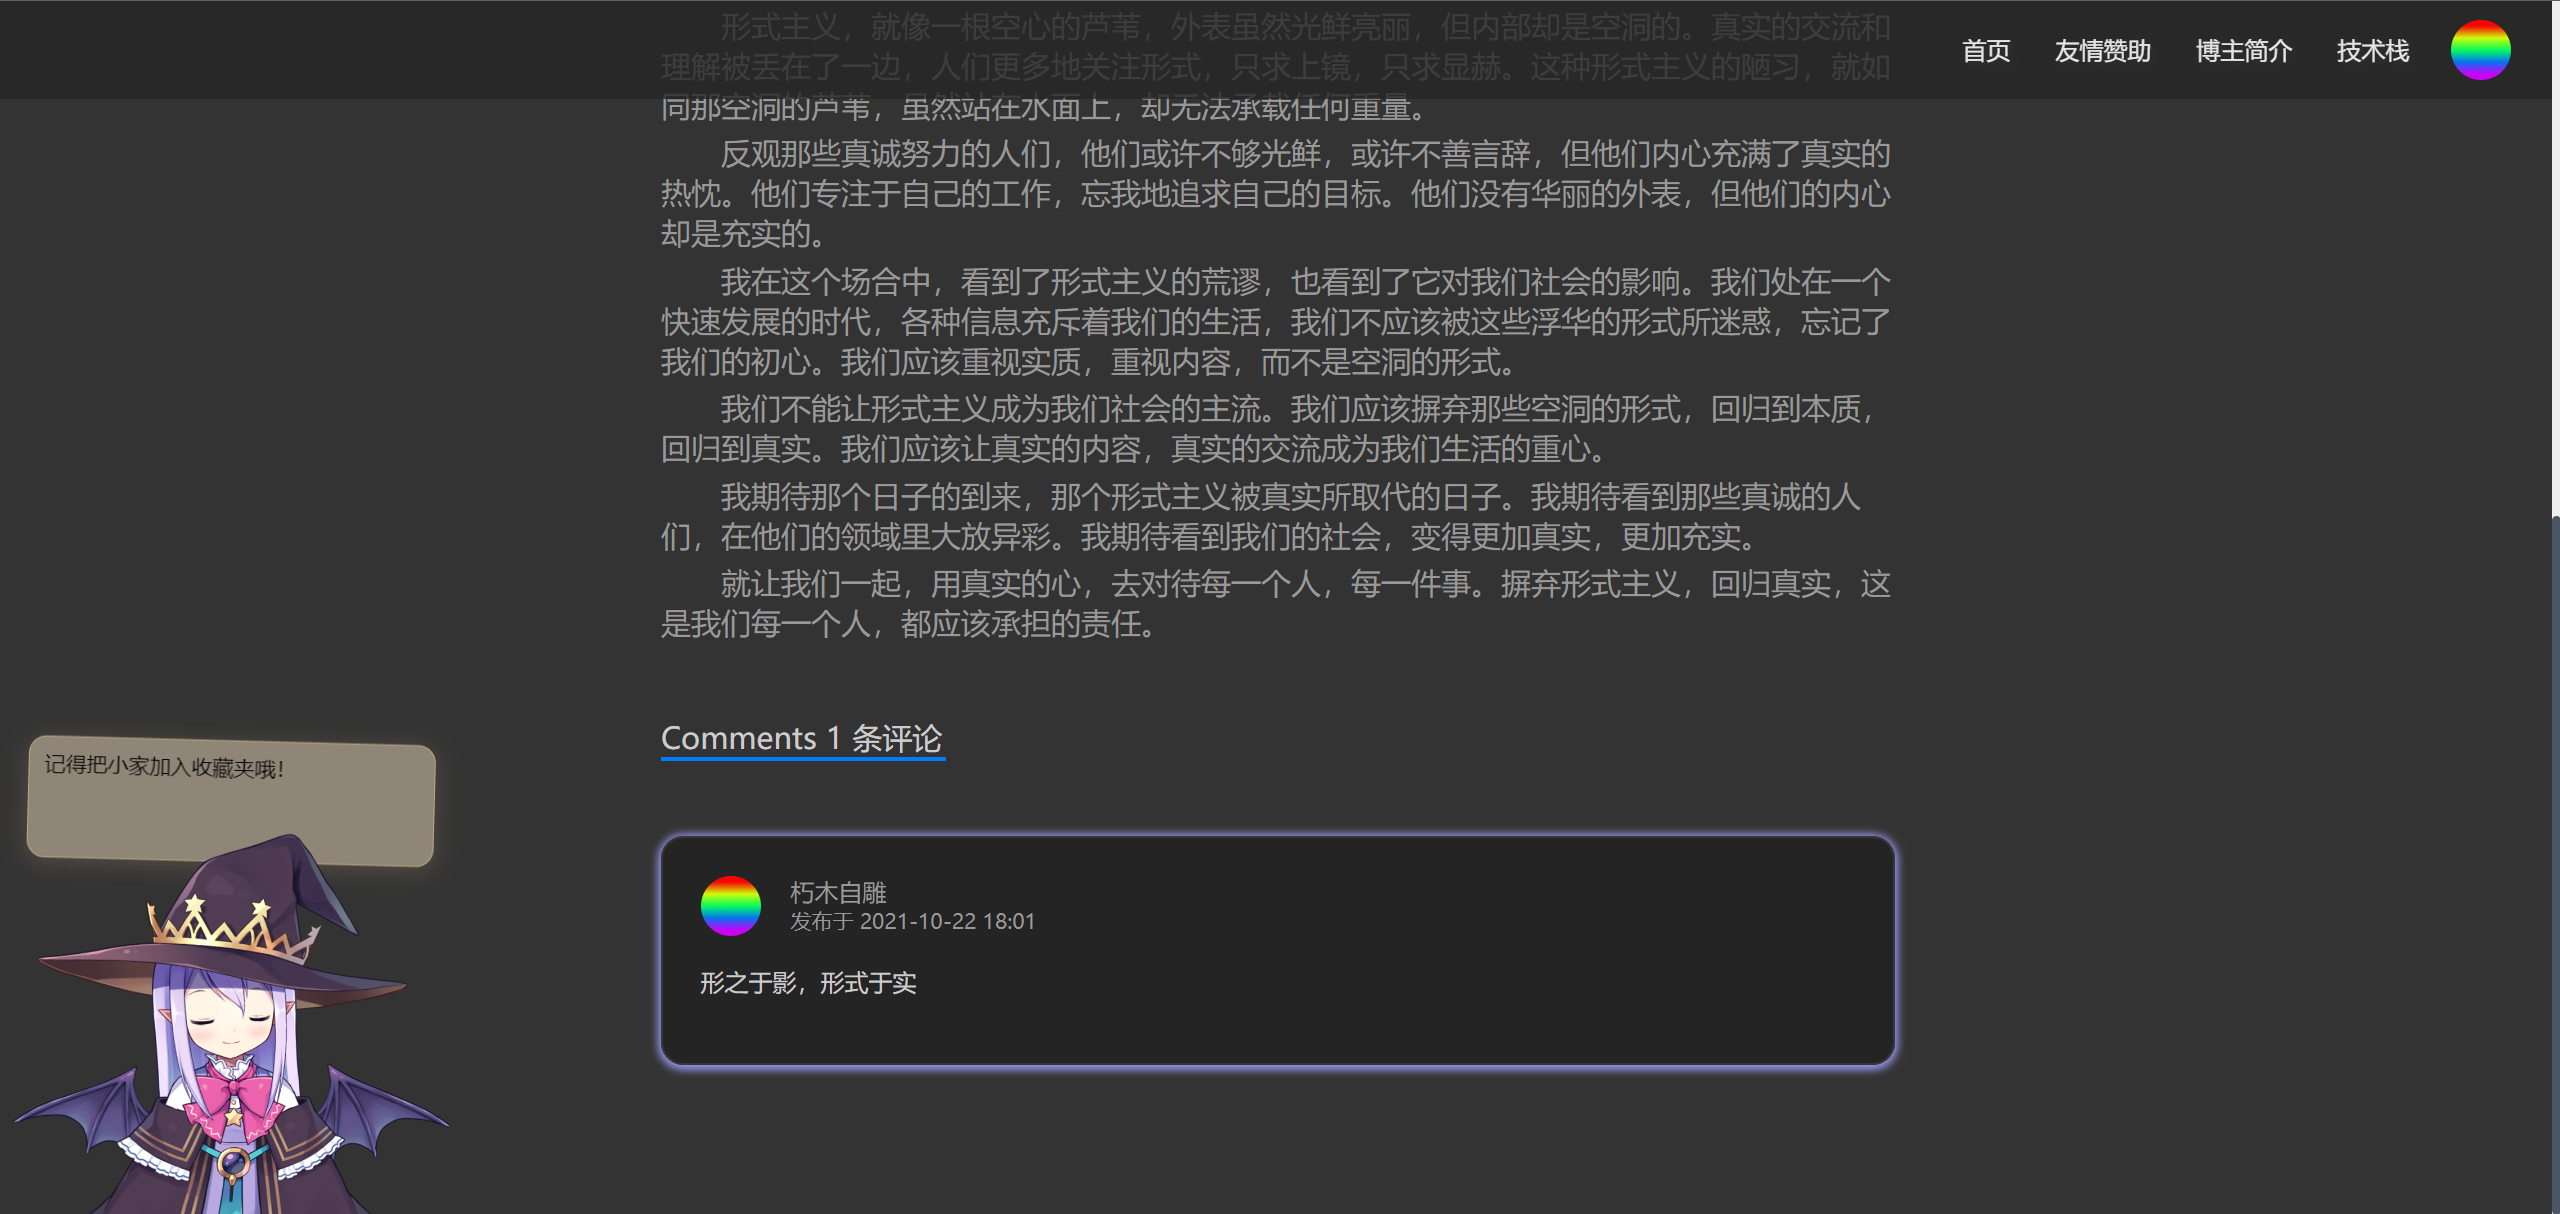 首页 友情赞助 博主简介 技术栈
形式主义，就像一根空心的芦苇，外表虽然光鲜亮丽，但内部却是空洞的。真实的交流和
理解被丢在了一边，人们更多地关注形式，只求上镜，只求显赫。这种形式主义的陋习，就如
同那空洞的芦苇，虽然站在水面上，却无法承载任何重量。
反观那些真诚努力的人们，他们或许不够光鲜，或许不善言辞，但他们内心充满了真实的
热忱。他们专注于自己的工作，忘我地追求自己的目标。他们没有华丽的外表，但他们的内心
却是充实的。
我在这个场合中，看到了形式主义的荒谬，也看到了它对我们社会的影响。我们处在一个
快速发展的时代，各种信息充斥着我们的生活，我们不应该被这些浮华的形式所迷惑，忘记了
我们的初心。我们应该重视实质，重视内容，而不是空洞的形式。
我们不能让形式主义成为我们社会的主流。我们应该摒弃那些空洞的形式，回归到本质，
回归到真实。我们应该让真实的内容，真实的交流成为我们生活的重心。
我期待那个日子的到来，那个形式主义被真实所取代的日子。我期待看到那些真诚的人
们，在他们的领域里大放异彩。我期待看到我们的社会，变得更加真实，更加充实。
就让我们一起，用真实的心，去对待每一个人，每一件事。摒弃形式主义，回归真实，这
是我们每一个人，都应该承担的责任。
Comments 1 条评论
记得把小家加入收藏夹哦！
朽木自雕
发布于 2021-10-22 18:01
形之于影，形式于实